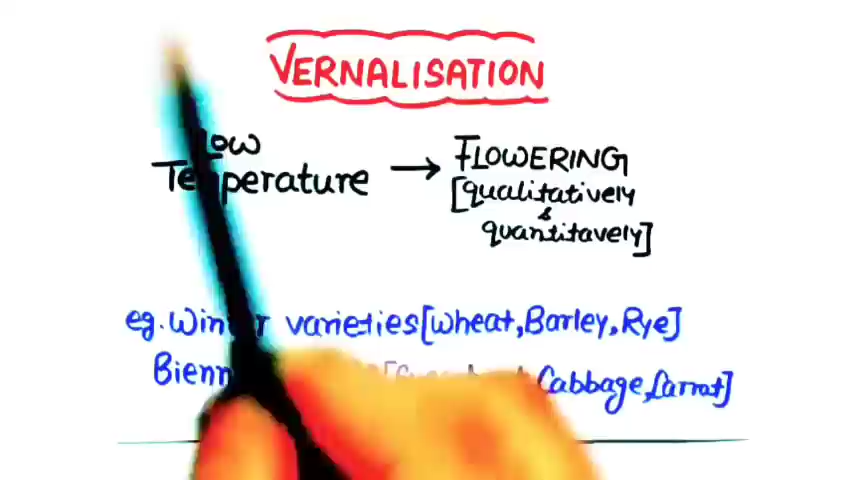 VERNALISATION
Low
Temperature → FLOWERING
[qualitatively
&
quantitavely]
eg. Winter varieties [Wheat, Barley, Rye]
Cabbage, Carrot]